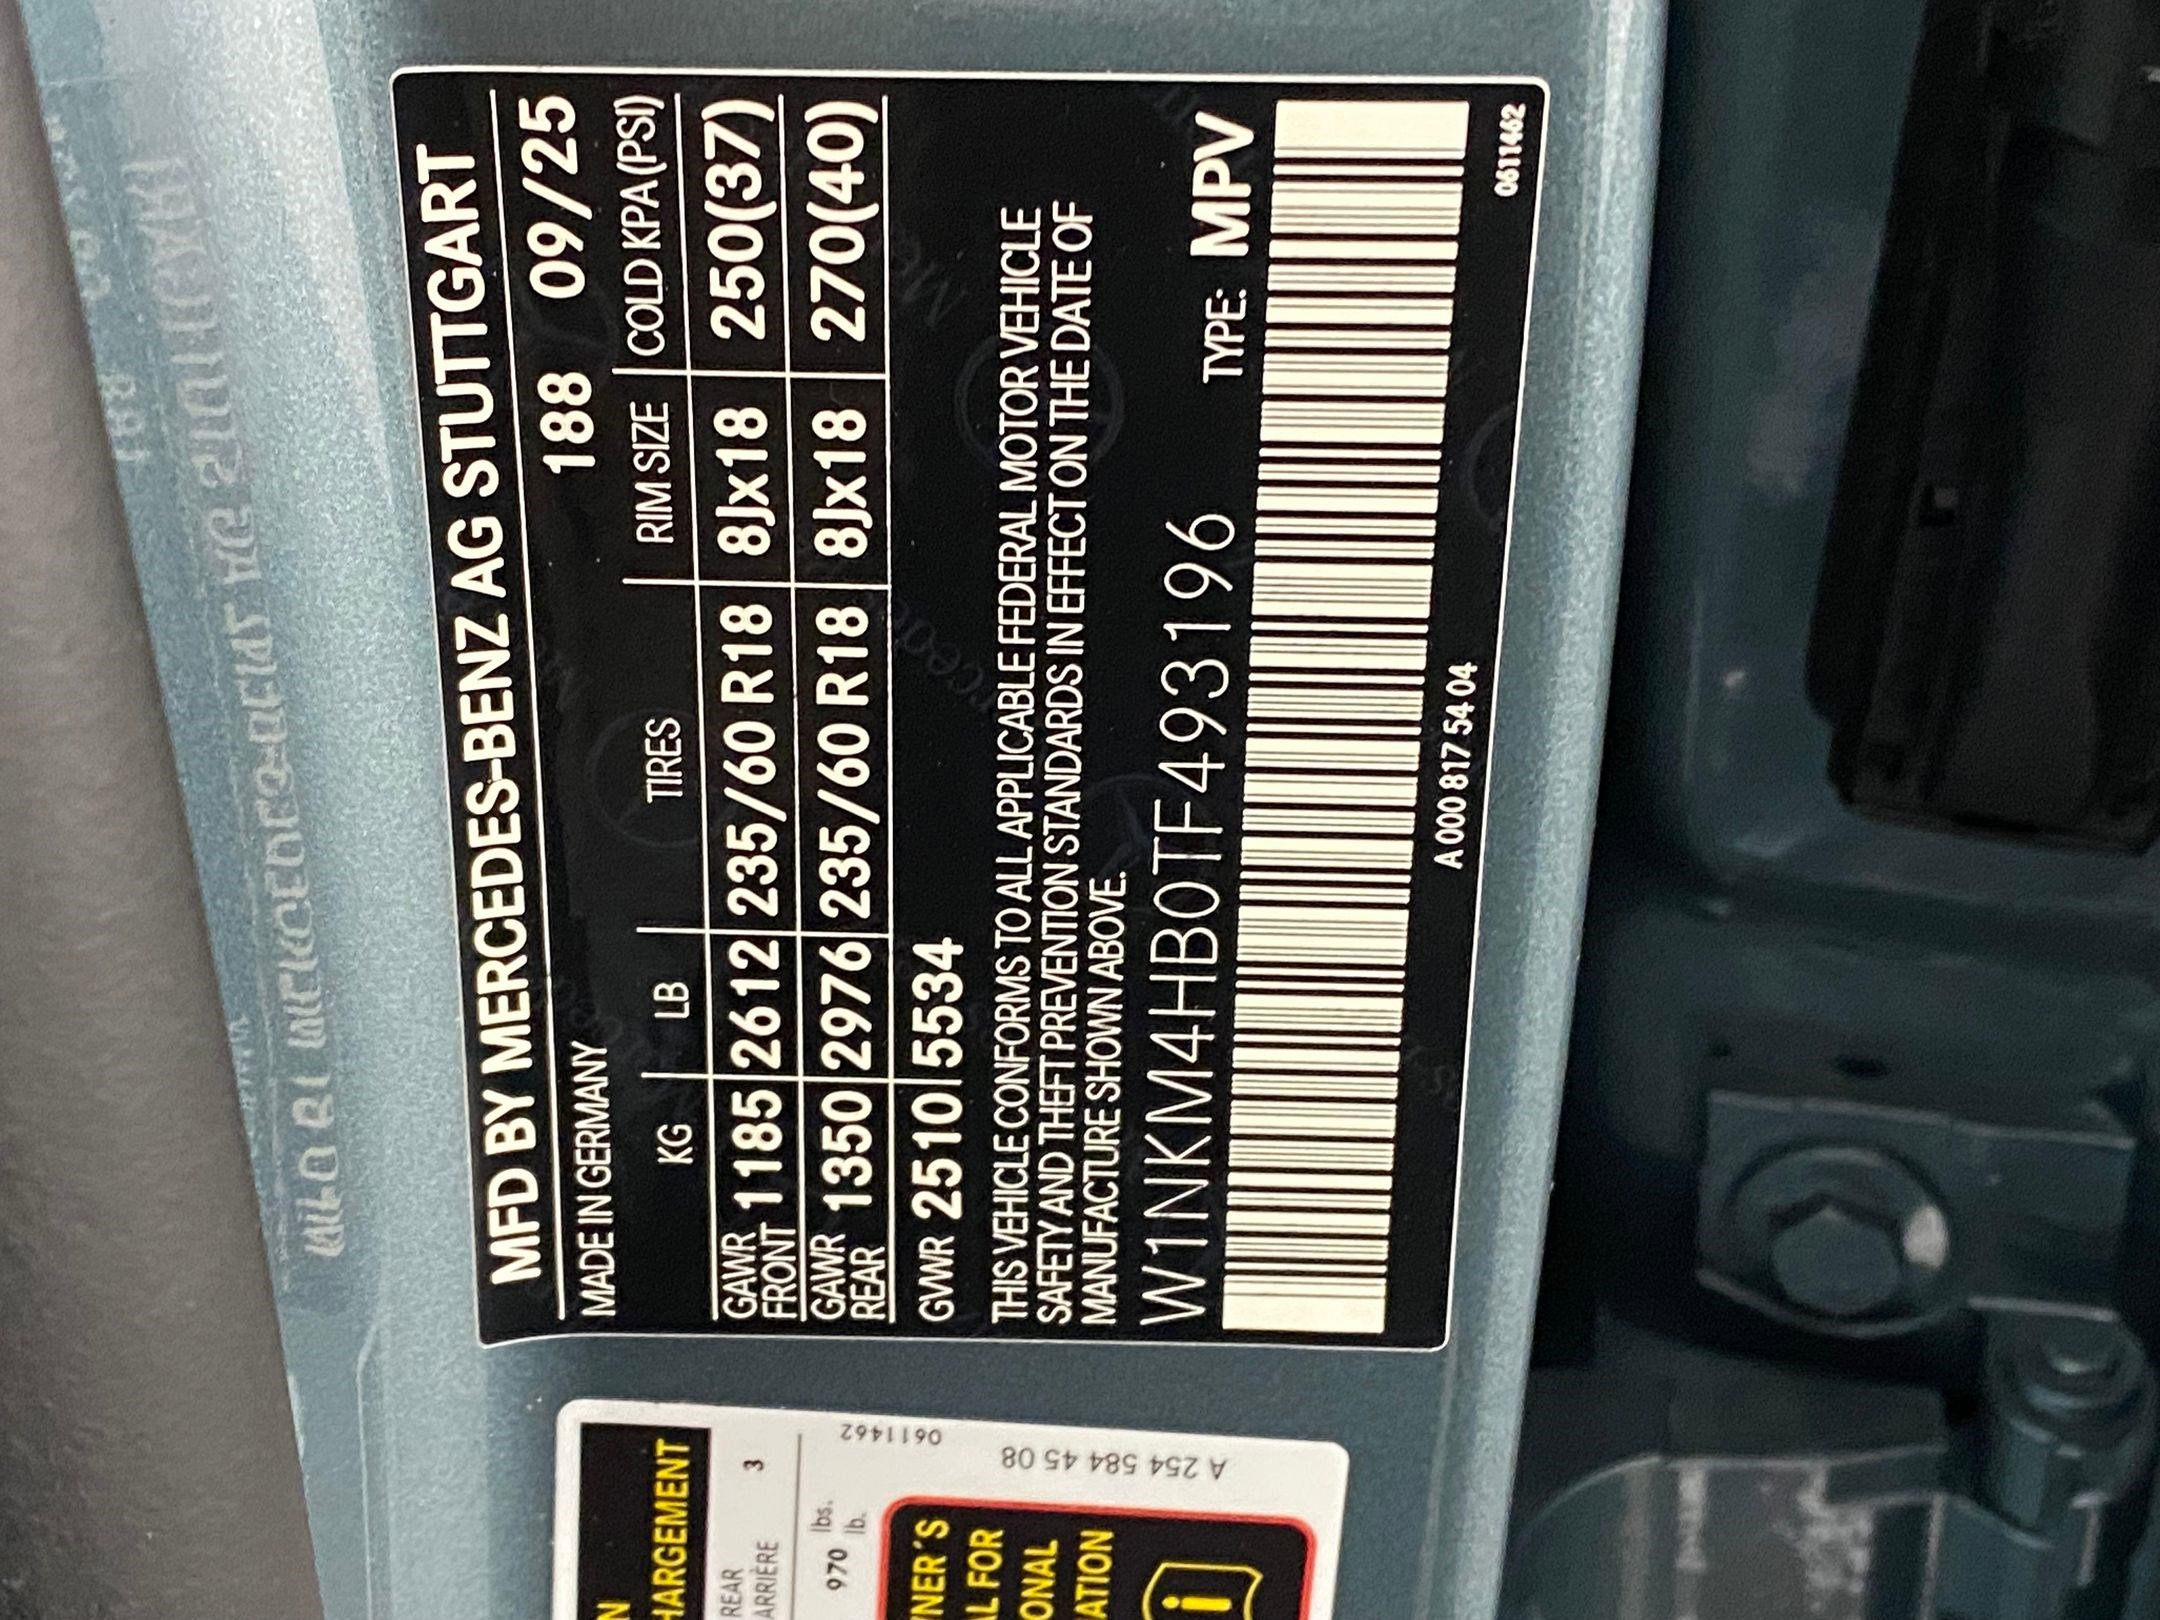 MFD BY MERCEDES-BENZ AG STUTTGART
MADE IN GERMANY 188 09/25
KG LB TIRES RIM SIZE COLD KPA(PSI)
GAWR FRONT 1185 2612 235/60 R18 8Jx18 250(37)
GAWR REAR 1350 2976 235/60 R18 8Jx18 270(40)
GVWR 2510 5534
THIS VEHICLE CONFORMS TO ALL APPLICABLE FEDERAL MOTOR VEHICLE
SAFETY AND THEFT PREVENTION STANDARDS IN EFFECT ON THE DATE OF
MANUFACTURE SHOWN ABOVE.
W1NKM4HB0TF493196 TYPE: MPV
A 000 817 54 04
0611462
HARGEMENT
REAR 3
ARRIÈRE
970 lbs.
lb.
0611462
A 254 584 45 08
NER'S
AL FOR
ONAL
ATION
i